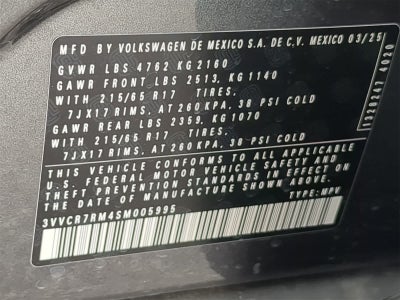 MFD. BY VOLKSWAGEN DE MEXICO S.A. DE C.V. MEXICO 03/25
GVWR LBS 4762 KG 2160
GAWR FRONT LBS 2513, KG 1140
WITH 215/65 R17 TIRES,
7JX17 RIMS, AT 260 KPA, 38 PSI COLD
GAWR REAR LBS 2359, KG 1070
WITH 215/65 R17 TIRES,
7JX17 RIMS, AT 260 KPA, 38 PSI COLD
THIS VEHICLE CONFORMS TO ALL APPLICABLE
U.S. FEDERAL MOTOR VEHICLE SAFETY AND
THEFT PREVENTION STANDARDS IN EFFECT ON
THE DATE OF MANUFACTURE SHOWN ABOVE.
3VVCR7RM4SM005995 TYPE: MPV
1320247 4020